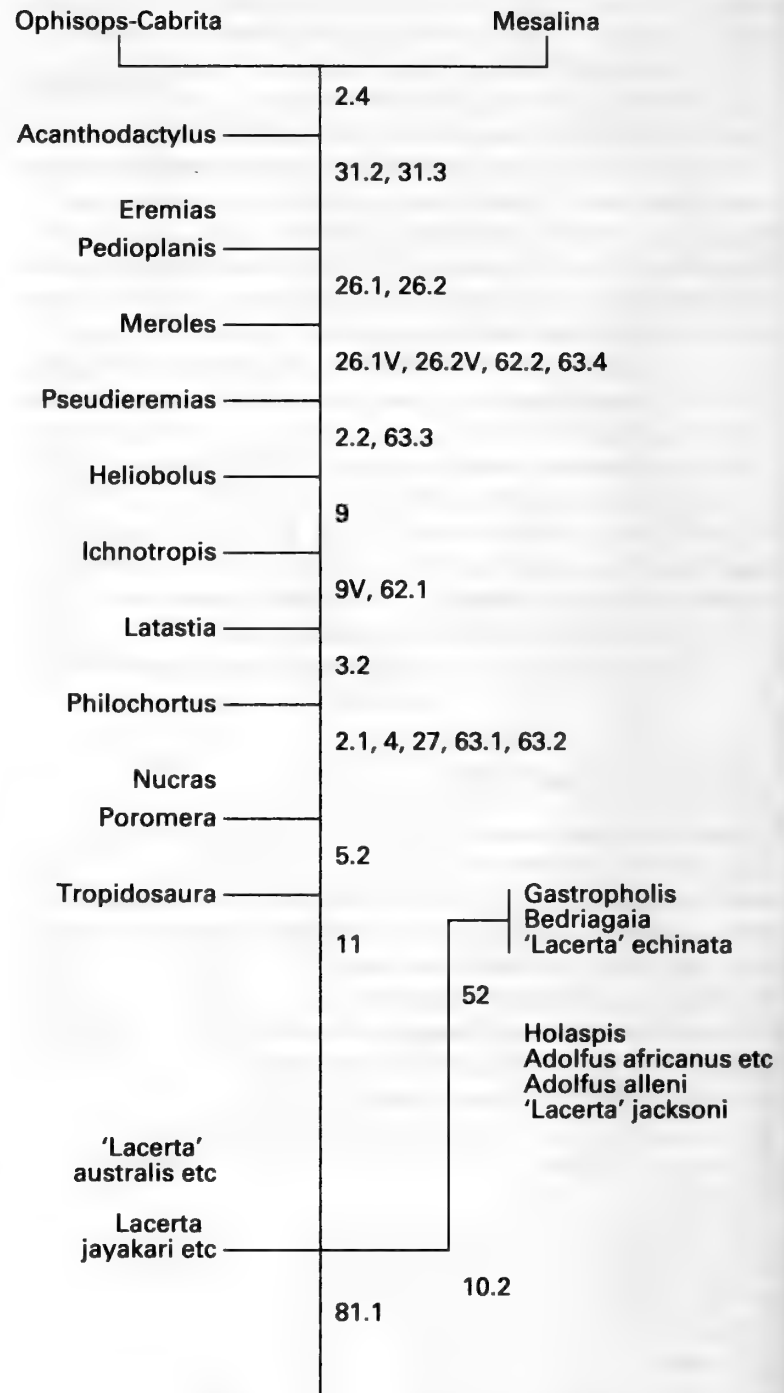 Ophisops-Cabrita
Mesalina
2.4
Acanthodactylus
31.2, 31.3
Eremias
Pedioplanis
26.1, 26.2
Meroles
26.1V, 26.2V, 62.2, 63.4
Pseuderemias
2.2, 63.3
Heliobolus
9
Ichnotropis
9V, 62.1
Latastia
3.2
Philochortus
2.1, 4, 27, 63.1, 63.2
Nucras
Poromera
5.2
Tropidosaura
Gastropholis
Bedriagaia
'Lacerta' echinata
11
52
Holaspis
Adolfus africanus etc
Adolfus alleni
'Lacerta' jacksoni
'Lacerta'
australis etc
Lacerta
jayakari etc
10.2
81.1